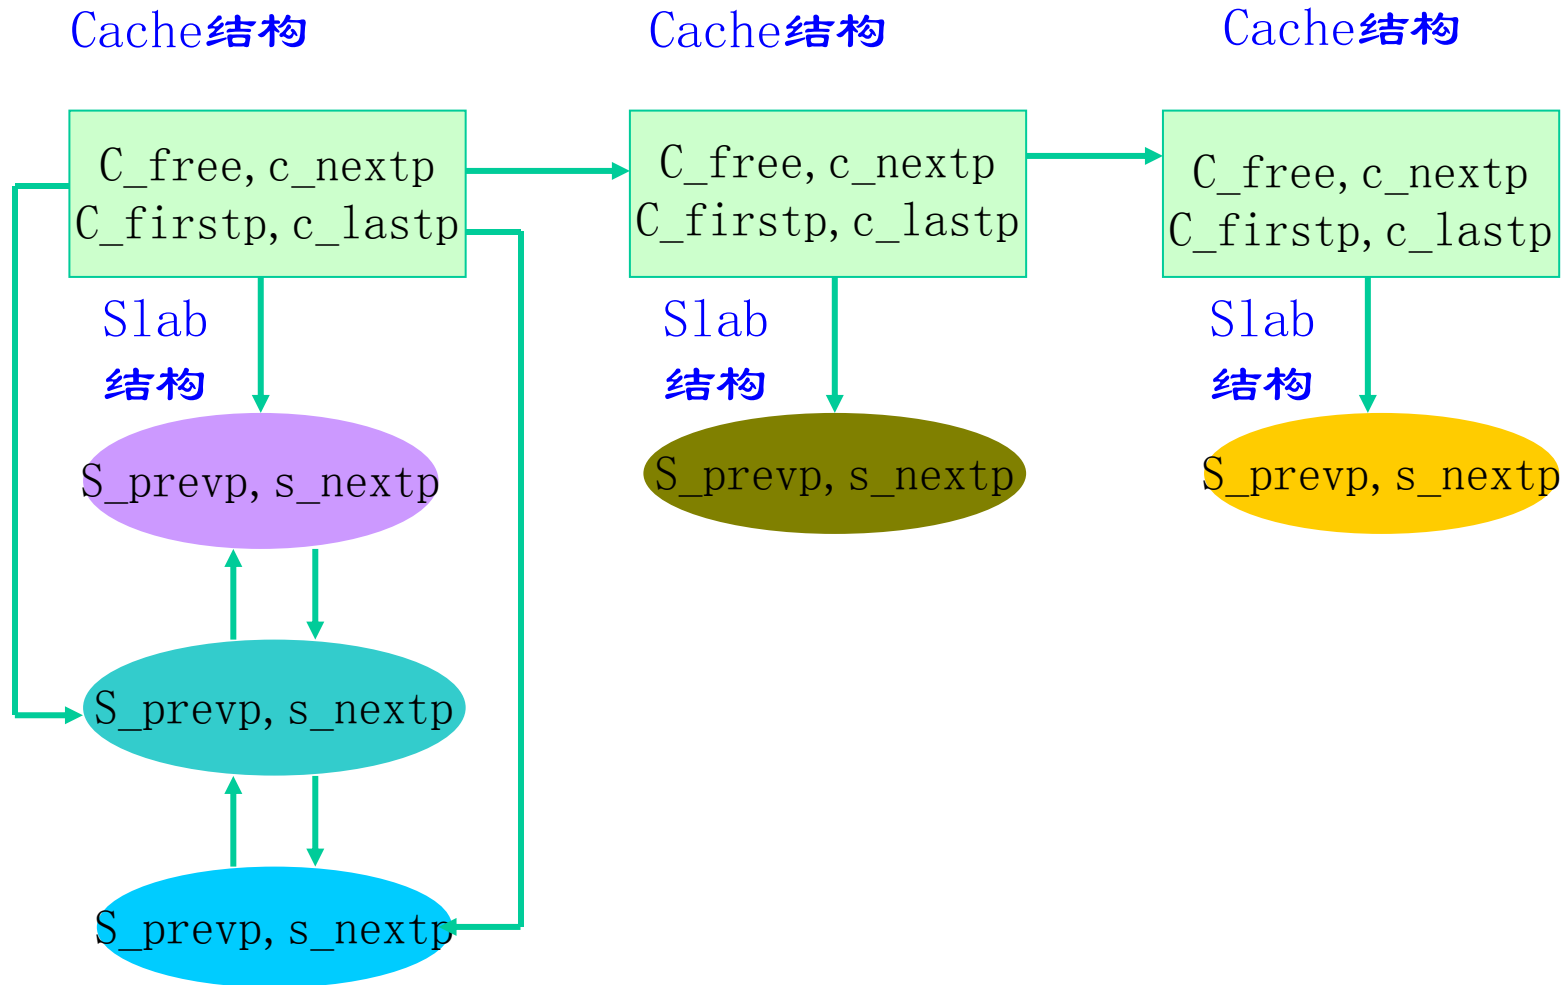 Cache结构
Cache结构
Cache结构
C_free,c_nextp
C_firstp,c_lastp
C_free,c_nextp
C_firstp,c_lastp
C_free,c_nextp
C_firstp,c_lastp
Slab
结构
Slab
结构
Slab
结构
S_prevp,s_nextp
S_prevp,s_nextp
S_prevp,s_nextp
S_prevp,s_nextp
S_prevp,s_nextp